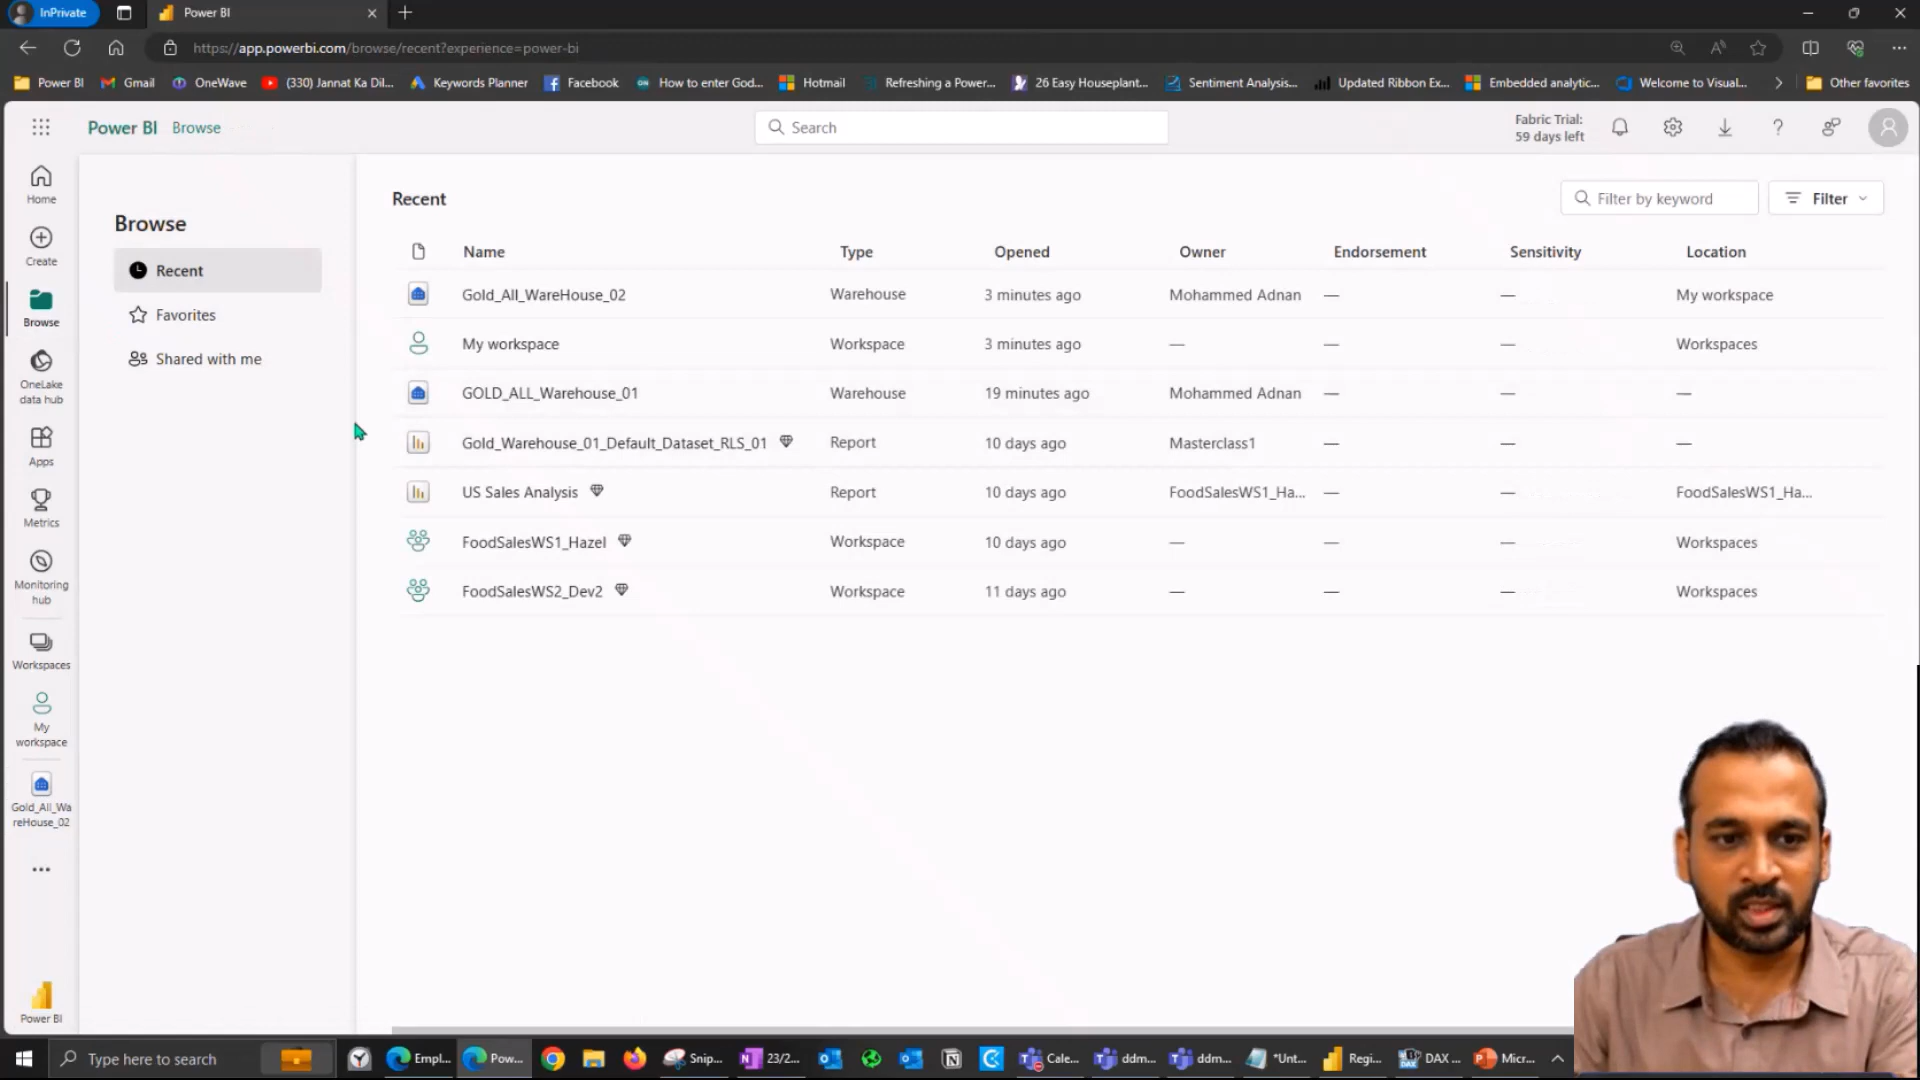 InPrivate
Power BI
https://app.powerbi.com/browse/recent?experience=power-bi
Power BI
Gmail
OneWave
(330) Jannat Ka Dil...
Keywords Planner
Facebook
How to enter God...
Hotmail
Refreshing a Power...
26 Easy Houseplant...
Sentiment Analysis...
Updated Ribbon Ex...
Embedded analytic...
Welcome to Visual...
Other favorites
Power BI Browse
Search
Fabric Trial:
59 days left
Home
Create
Browse
OneLake
data hub
Apps
Metrics
Monitoring
hub
Workspaces
My
workspace
Gold_All_Wa
reHouse_02
Power BI
Browse
Recent
Favorites
Shared with me
Recent
Filter by keyword
Filter
Name Type Opened Owner Endorsement Sensitivity Location
Gold_All_WareHouse_02 Warehouse 3 minutes ago Mohammed Adnan — — My workspace
My workspace Workspace 3 minutes ago — — — Workspaces
GOLD_ALL_Warehouse_01 Warehouse 19 minutes ago Mohammed Adnan — — —
Gold_Warehouse_01_Default_Dataset_RLS_01 Report 10 days ago Masterclass1 — — —
US Sales Analysis Report 10 days ago FoodSalesWS1_Ha... — — FoodSalesWS1_Ha...
FoodSalesWS1_Hazel Workspace 10 days ago — — — Workspaces
FoodSalesWS2_Dev2 Workspace 11 days ago — — — Workspaces
Type here to search
Empl...
Pow...
Snip...
23/2...
Cale...
ddm...
ddm...
*Unt...
Regi...
DAX ...
Micr...